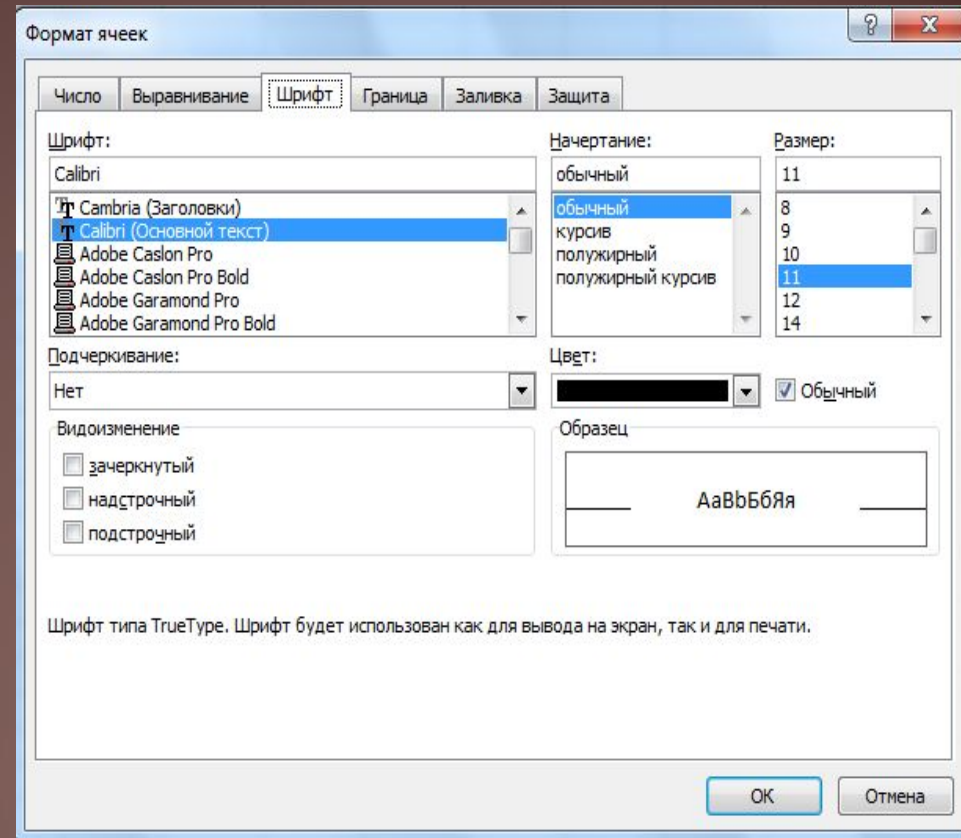 Формат ячеек
Число Выравнивание Шрифт Граница Заливка Защита
Шрифт: Начертание: Размер:
Calibri обычный 11
Cambria (Заголовки) обычный 8
Calibri (Основной текст) курсив 9
Adobe Caslon Pro полужирный 10
Adobe Caslon Pro Bold полужирный курсив 11
Adobe Garamond Pro 12
Adobe Garamond Pro Bold 14
Подчеркивание: Цвет:
Нет Обычный
Видоизменение Образец
зачеркнутый
надстрочный АаВbБбЯя
подстрочный
Шрифт типа TrueType. Шрифт будет использован как для вывода на экран, так и для печати.
ОК Отмена